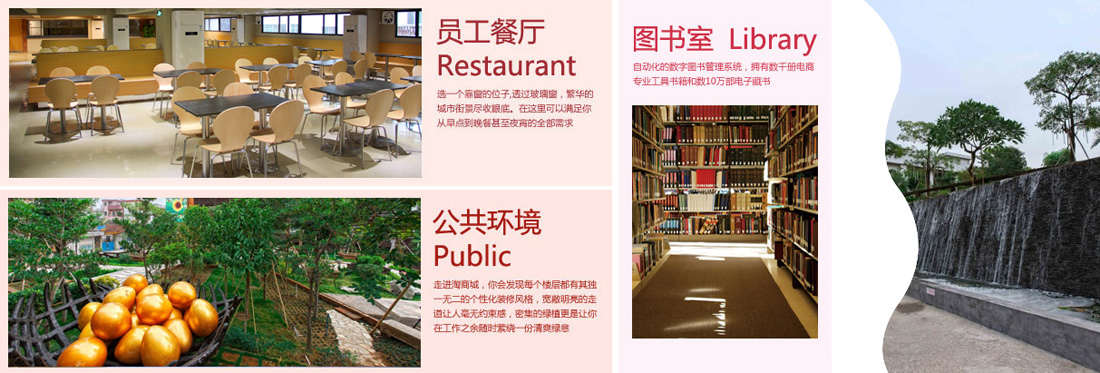 员工餐厅
Restaurant
选一个靠窗的位子,透过玻璃窗，繁华的
城市街景尽收眼底。在这里可以满足你
从早点到晚餐甚至夜宵的全部需求
公共环境
Public
走进淘商城，你会发现每个楼层都有其独
一无二的个性化装修风格，宽敞明亮的走
道让人毫无约束感，密集的绿植更是让你
在工作之余随时萦绕一份清爽绿意
图书室 Library
自动化的数字图书管理系统，拥有数千册电商
专业工具书籍和数10万部电子藏书